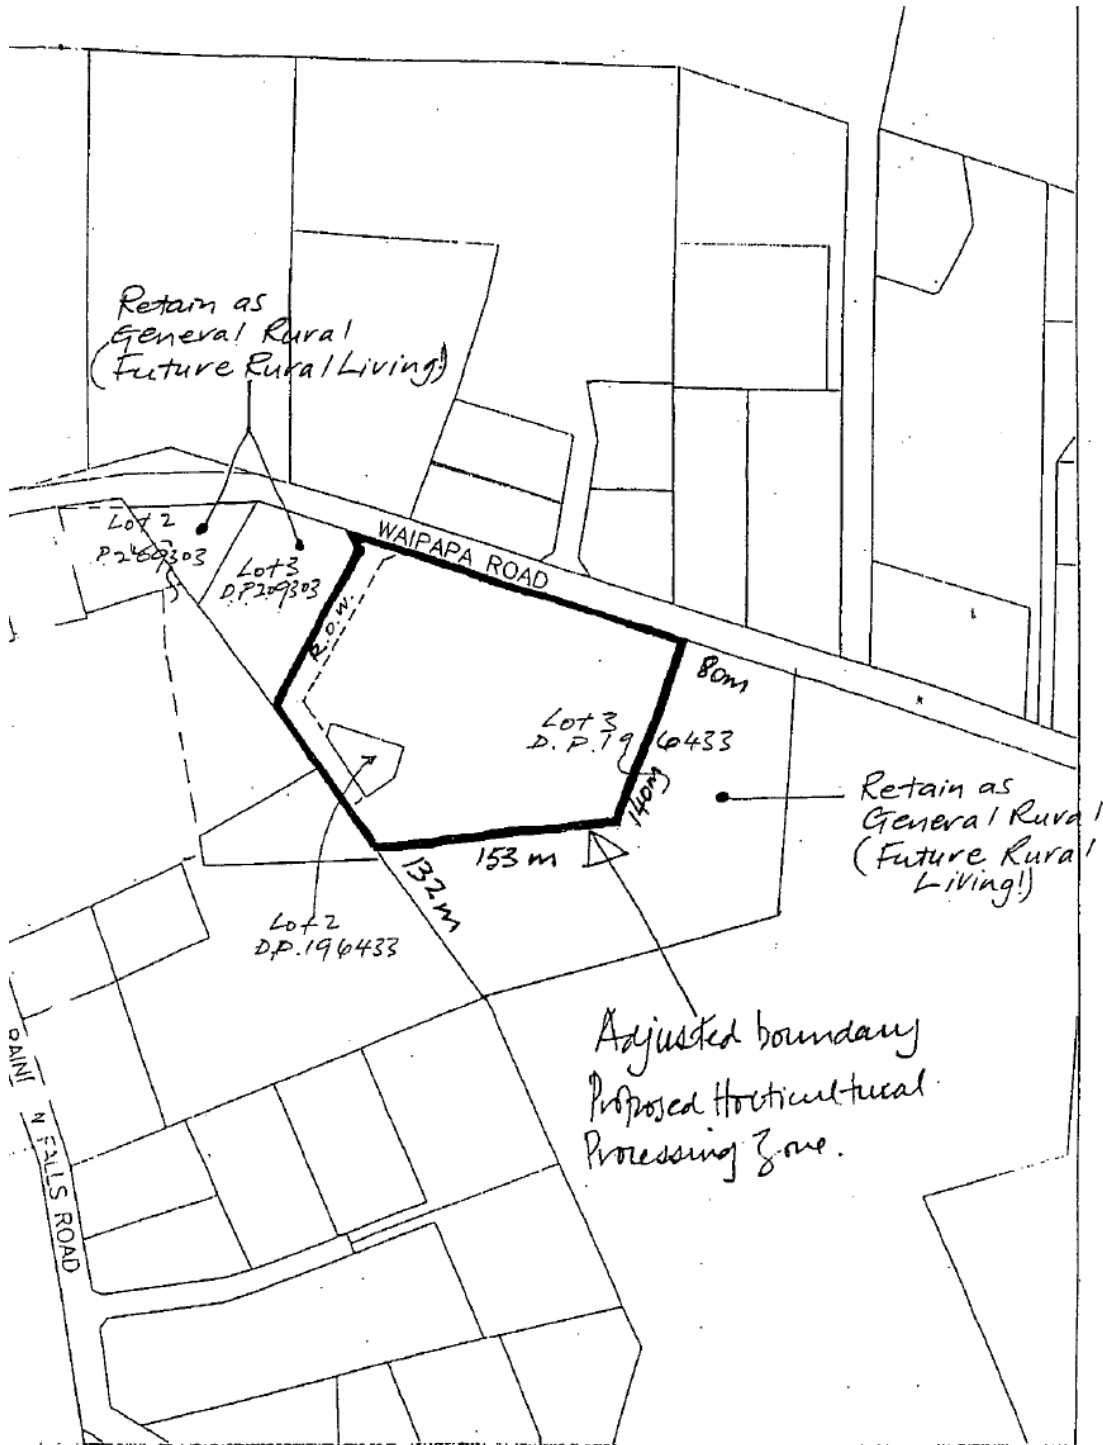 Retain as
General Rural
(Future Rural Living!)
Lot 2
Lot 3
D.P.209303
WAIPAPA ROAD
R.O.W.
80m
Lot 3
D.P.196433
140m
Retain as
General Rural
(Future Rural
Living!)
153 m
132m
Lot 2
D.P.196433
Adjusted boundary
Proposed Horticultural
Processing Zone.
FALLS ROAD